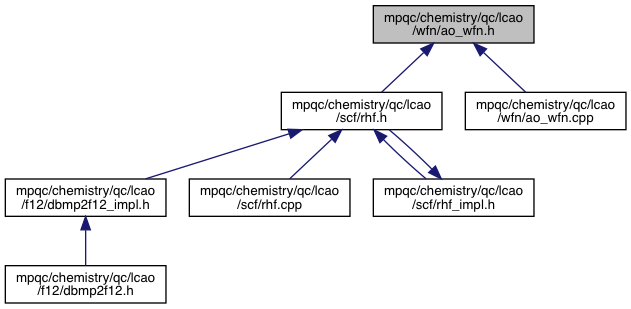 mpqc/chemistry/qc/lcao
/wfn/ao_wfn.h
mpqc/chemistry/qc/lcao
/scf/rhf.h
mpqc/chemistry/qc/lcao
/wfn/ao_wfn.cpp
mpqc/chemistry/qc/lcao
/f12/dbmp2f12_impl.h
mpqc/chemistry/qc/lcao
/scf/rhf.cpp
mpqc/chemistry/qc/lcao
/scf/rhf_impl.h
mpqc/chemistry/qc/lcao
/f12/dbmp2f12.h